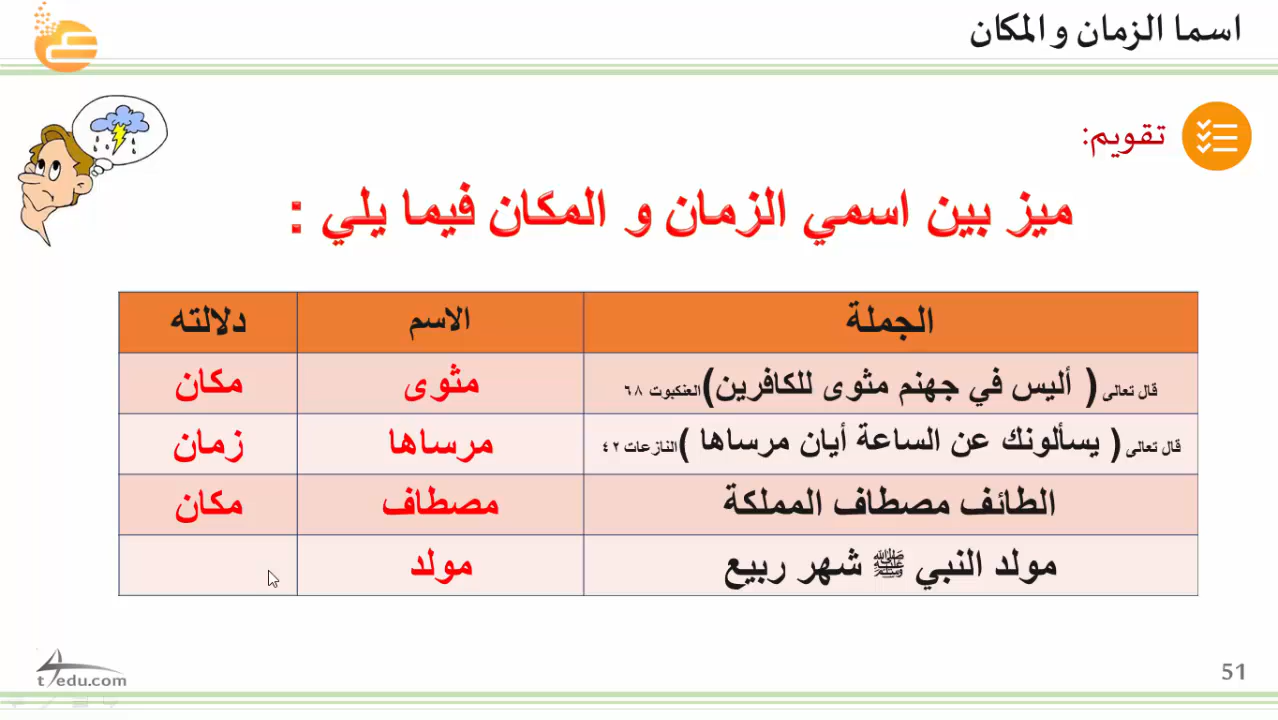 اسما الزمان والمكان
تقويم:
ميز بين اسمي الزمان و المكان فيما يلي :
الجملة الاسم دلالته
قال تعالى ( أليس في جهنم مثوى للكافرين)العنكبوت ٦٨ مثوى مكان
قال تعالى ( يسألونك عن الساعة أيان مرساها )النازعات ٤٢ مرساها زمان
الطائف مصطاف المملكة مصطاف مكان
مولد النبي ﷺ شهر ربيع مولد
t4edu.com
51